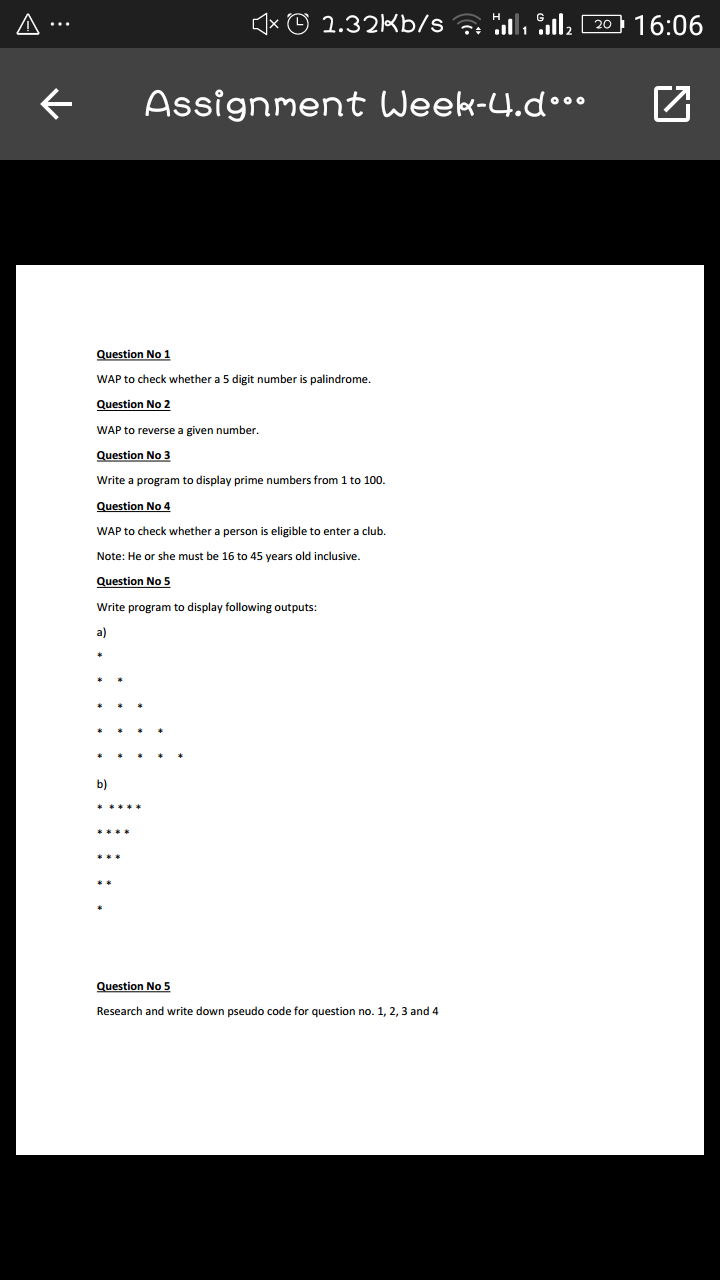 2.32Kb/s H 1 G 2 20 16:06
Assignment Week-4.d...
Question No 1
WAP to check whether a 5 digit number is palindrome.
Question No 2
WAP to reverse a given number.
Question No 3
Write a program to display prime numbers from 1 to 100.
Question No 4
WAP to check whether a person is eligible to enter a club.
Note: He or she must be 16 to 45 years old inclusive.
Question No 5
Write program to display following outputs:
a)
*
* *
* * *
* * * *
* * * * *
b)
* * * * *
* * * *
* * *
* *
*
Question No 5
Research and write down pseudo code for question no. 1, 2, 3 and 4